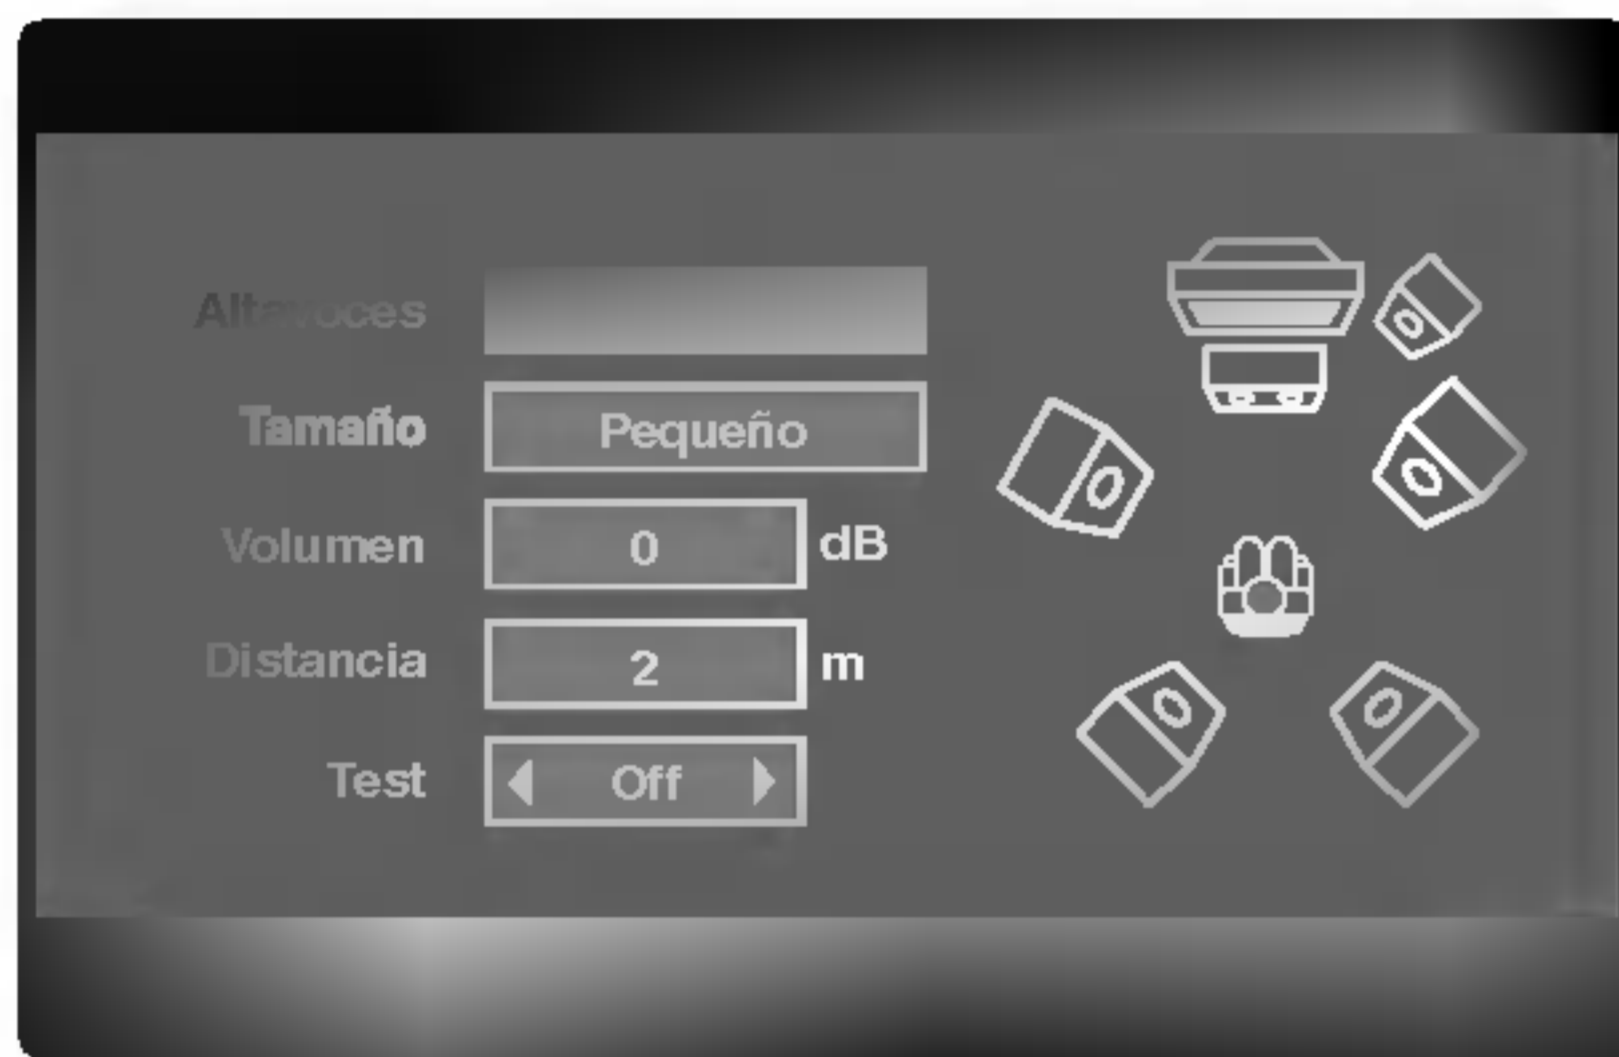 Altavoces
Tamaño Pequeño
Volumen 0 dB
Distancia 2 m
Test Off